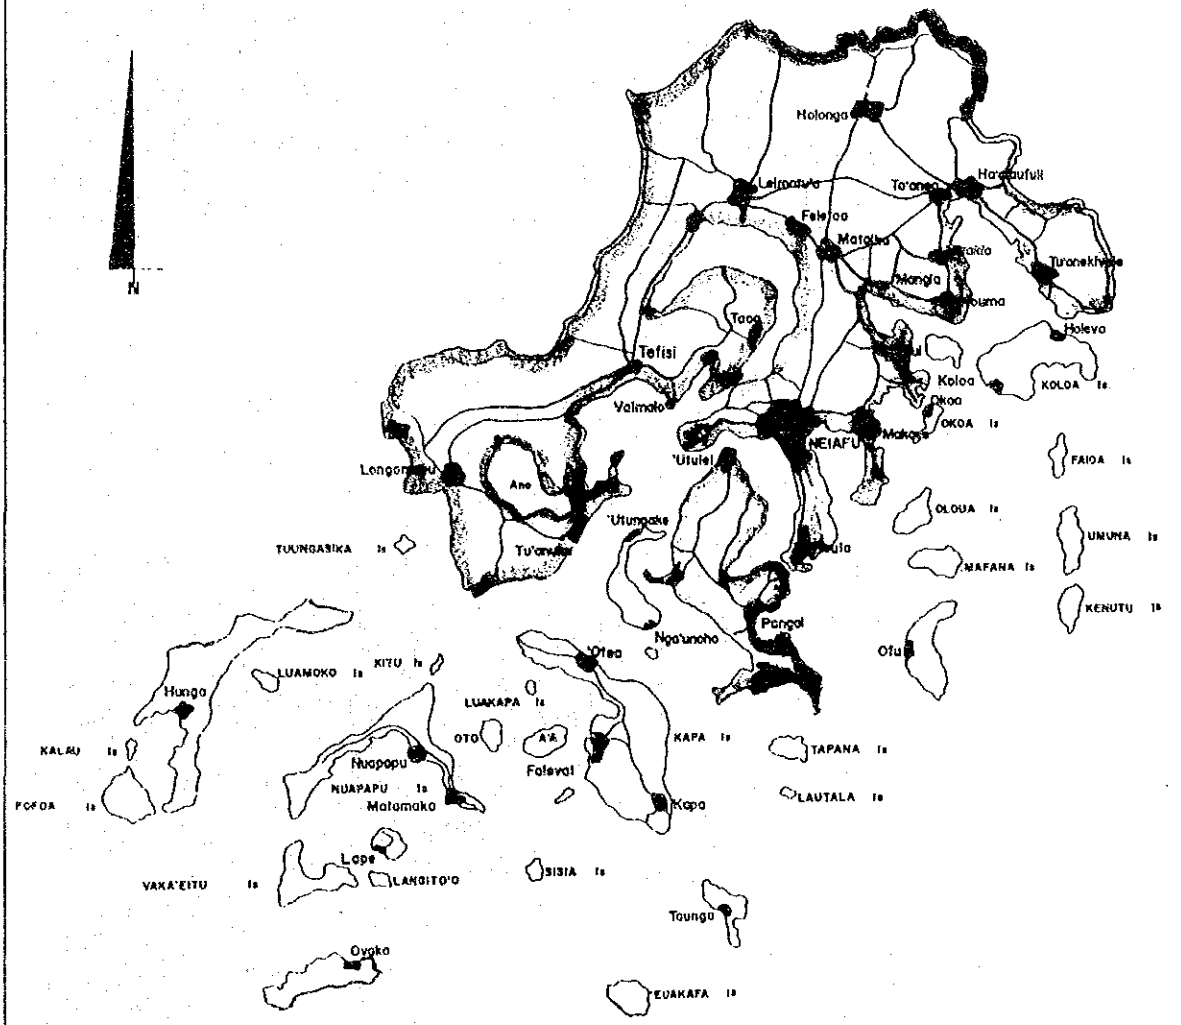 Holonga
Leimatu'a
Ta'anea
Ha'alaufuli
Feletoa
Mataika
Tu'anekivale
Mangia
Houma
Taoa
Holeva
Tefisi
Koloa
KOLOA Is.
Vaimalo
Okoa
OKOA Is
NEIAFU
Makave
'Utulei
FAIOA Is
Ano
OLOUA Is
'Utungake
UMUNA Is
TUUNGASIKA Is
MAFANA Is
KENUTU Is
Pangai
Nga'unoho
Ofu
'Otea
KITU Is
LUAMOKO Is
Hunga
LUAKAPA Is
OTO
A'A
KAPA Is
TAPANA Is
KALAU Is
Nuapapu
Falevai
NUAPAPU Is
LAUTALA Is
FOFOA Is
Matamaka
Kapa
Lape
VAKA'EITU Is
LANGITO'O
SISIA Is
Taunga
Ovaka
EUAKAFA Is
N